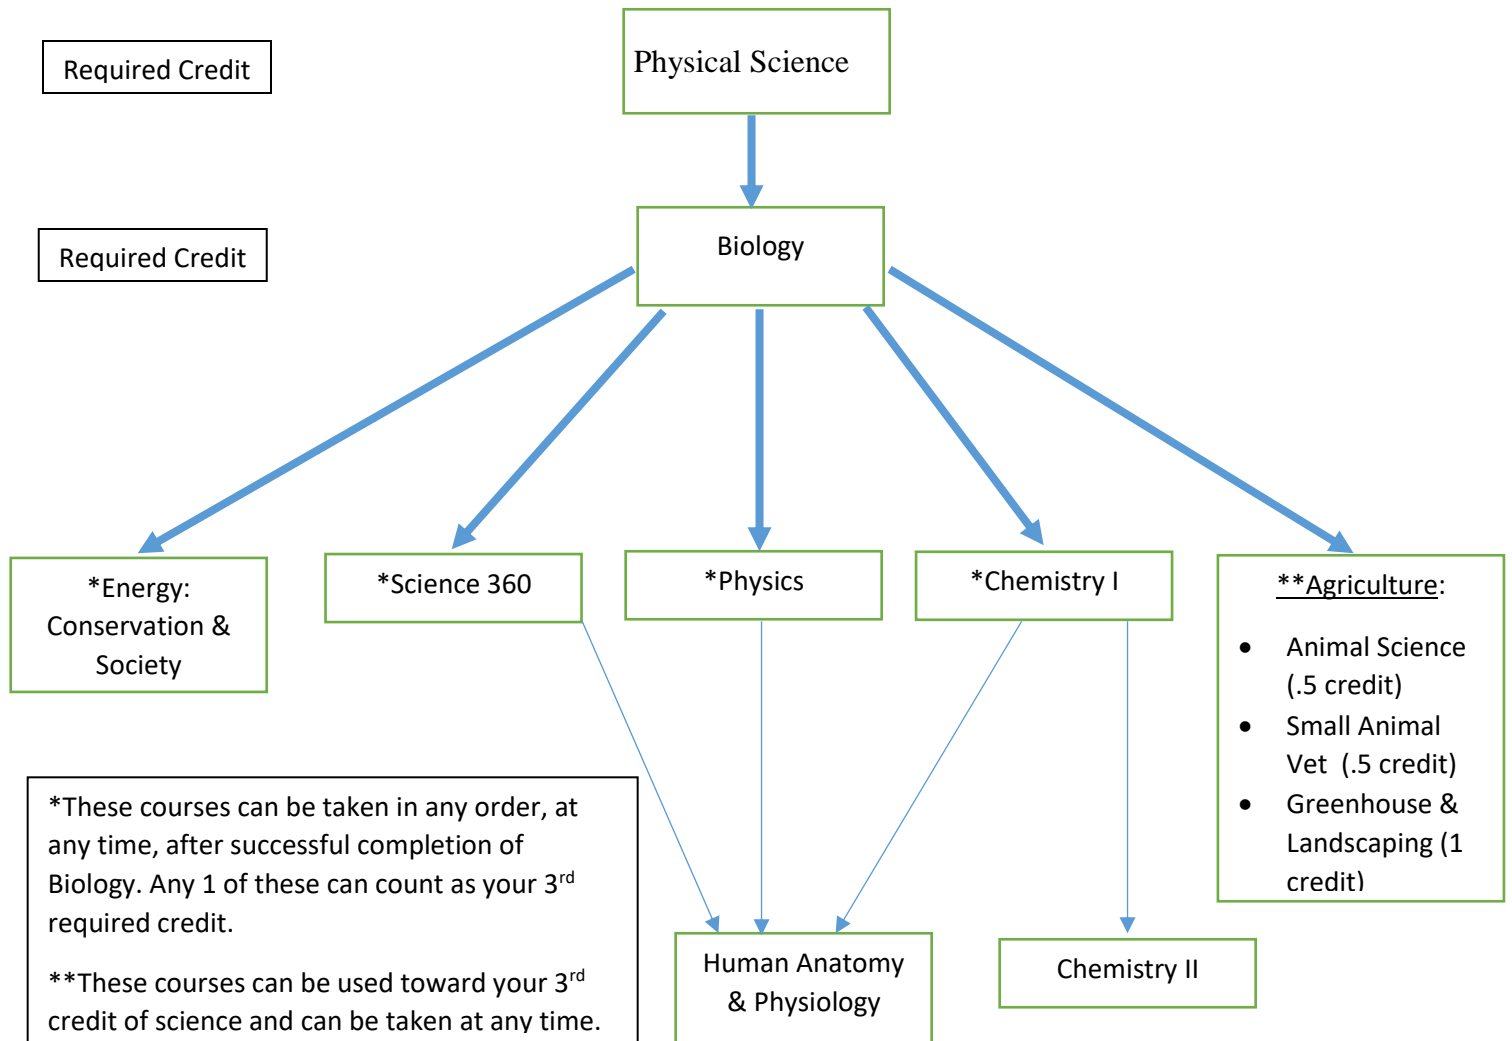 Required Credit
Physical Science
Required Credit
Biology
*Energy:
Conservation &
Society
*Science 360
*Physics
*Chemistry I
**Agriculture:
• Animal Science
(.5 credit)
• Small Animal
Vet (.5 credit)
• Greenhouse &
Landscaping (1
credit)
*These courses can be taken in any order, at
any time, after successful completion of
Biology. Any 1 of these can count as your 3rd
required credit.
**These courses can be used toward your 3rd
credit of science and can be taken at any time.
Human Anatomy
& Physiology
Chemistry II